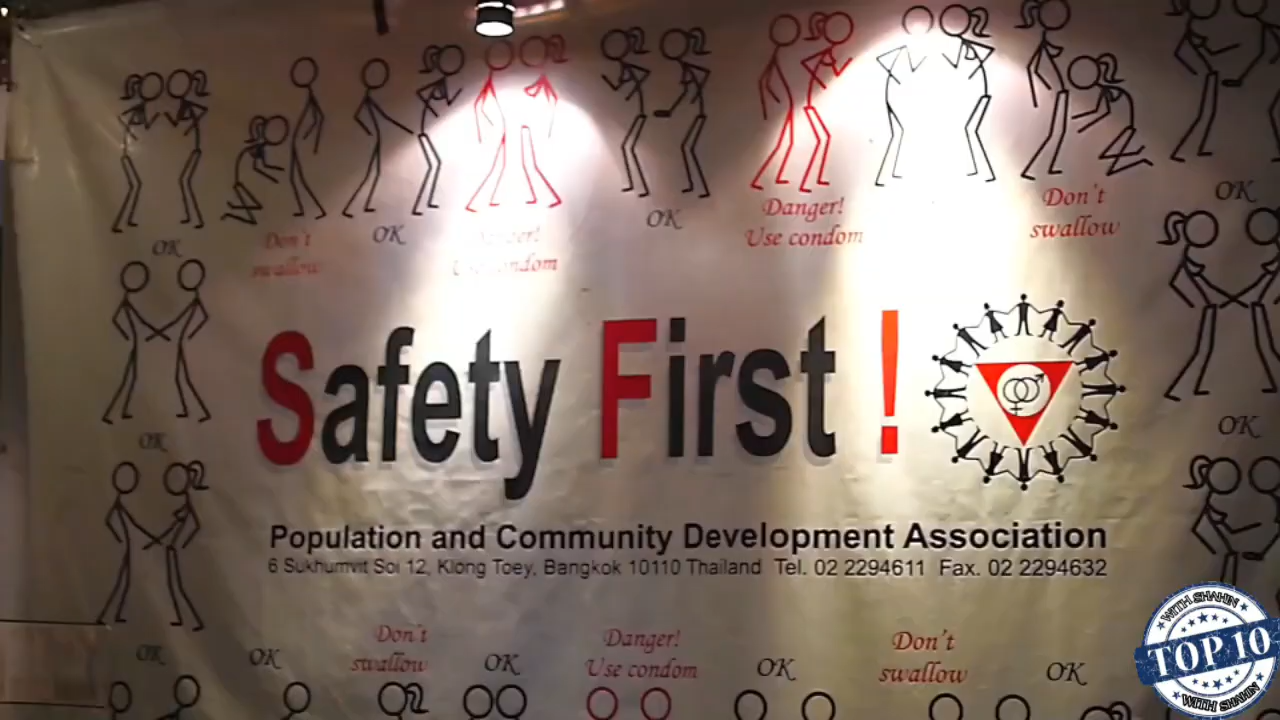 OK
Don't
swallow
OK
Danger!
Use condom
OK
Danger!
Use condom
Don't
swallow
OK
OK
OK
Safety First !
Population and Community Development Association
6 Sukhumvit Soi 12, Klong Toey, Bangkok 10110 Thailand Tel. 02 2294611 Fax. 02 2294632
OK
OK
Don't
swallow
OK
Danger!
Use condom
OK
Don't
swallow
OK
WITH SHAHIN
TOP 10
WITH SHAHIN